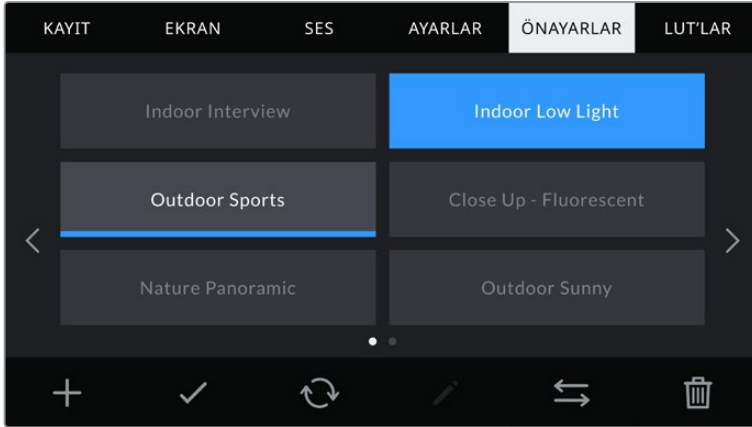 KAYIT EKRAN SES AYARLAR ÖNAYARLAR LUT'LAR
Indoor Interview Indoor Low Light
Outdoor Sports Close Up - Fluorescent
Nature Panoramic Outdoor Sunny